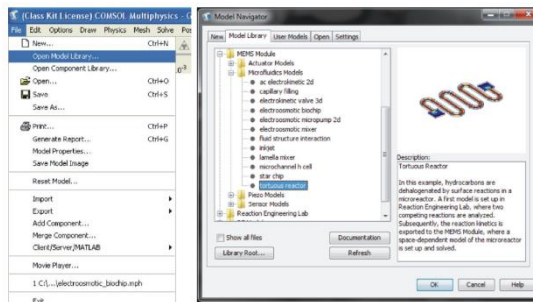 (Class Kit License) COMSOL Multiphysics - G
File Edit Options Draw Physics Mesh Solve Pos
New... Ctrl+N
Open Model Library...
Open Component Library...
Open... Ctrl+O
Save Ctrl+S
Save As...
Print... Ctrl+P
Generate Report... Ctrl+G
Model Properties...
Save Model Image
Reset Model...
Import
Export
Add Component...
Merge Component...
Client/Server/MATLAB
Movie Player...
1 C:\...\electroosmotic_biochip.mph
Exit
Model Navigator
New Model Library User Models Open Settings
MEMS Module
Actuator Models
Microfluidics Models
ac electrokinetic 2d
capillary filling
electrokinetic valve 3d
electroosmotic biochip
electroosmotic micropump 2d
electroosmotic mixer
fluid structure interaction
inkjet
lamella mixer
microchannel h cell
star chip
tortuous reactor
Piezo Models
Sensor Models
Reaction Engineering Lab
Show all files
Documentation
Library Root...
Refresh
Description:
Tortuous Reactor
In this example, hydrocarbons are
dehalogenated by surface reactions in a
microreactor. A first model is set up in
Reaction Engineering Lab, where two
competing reactions are analyzed.
Subsequently, the reaction kinetics is
exported to the MEMS Module, where a
space-dependent model of the microreactor
is set up and solved.
OK Cancel Help